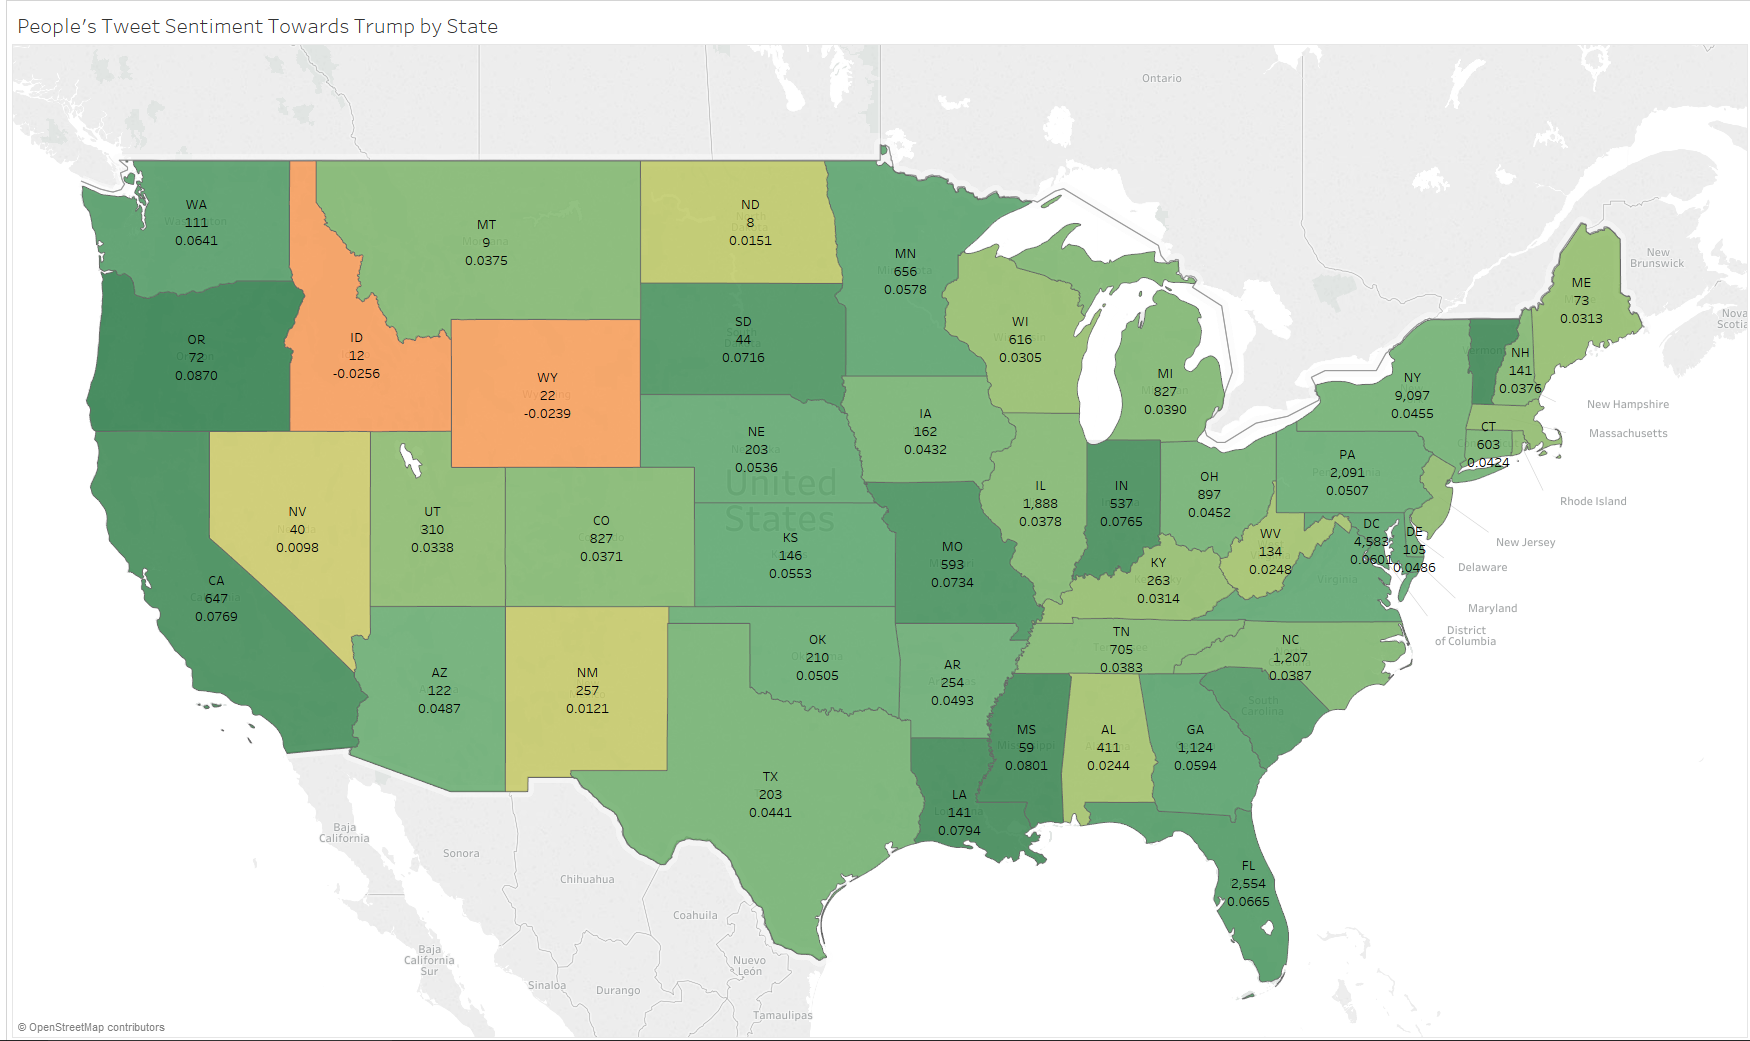 People's Tweet Sentiment Towards Trump by State
Ontario
WA
111
0.0641
MT
9
0.0375
ND
8
0.0151
MN
656
0.0578
New
Brunswick
ME
73
0.0313
Nova
Scotia
OR
72
0.0870
ID
12
-0.0256
WY
22
-0.0239
SD
44
0.0716
WI
616
0.0305
MI
827
0.0390
NH
141
0.0376
NY
9,097
0.0455
New Hampshire
Massachusetts
CT
603
0.0424
Rhode Island
IA
162
0.0432
NE
203
0.0536
United
States
PA
2,091
0.0507
NV
40
0.0098
UT
310
0.0338
CO
827
0.0371
KS
146
0.0553
IL
1,888
0.0378
IN
537
0.0765
OH
897
0.0452
WV
134
0.0248
DC
4,583
0.0601
DE
105
0.0486
New Jersey
Delaware
Maryland
District
of Columbia
Virginia
CA
647
0.0769
MO
593
0.0734
KY
263
0.0314
TN
705
0.0383
NC
1,207
0.0387
AZ
122
0.0487
NM
257
0.0121
OK
210
0.0505
AR
254
0.0493
South
Carolina
MS
59
0.0801
AL
411
0.0244
GA
1,124
0.0594
TX
203
0.0441
LA
141
0.0794
FL
2,554
0.0665
Baja
California
Sonora
Chihuahua
Coahuila
Baja
California
Sur
Nuevo
León
Sinaloa
Durango
Tamaulipas
© OpenStreetMap contributors